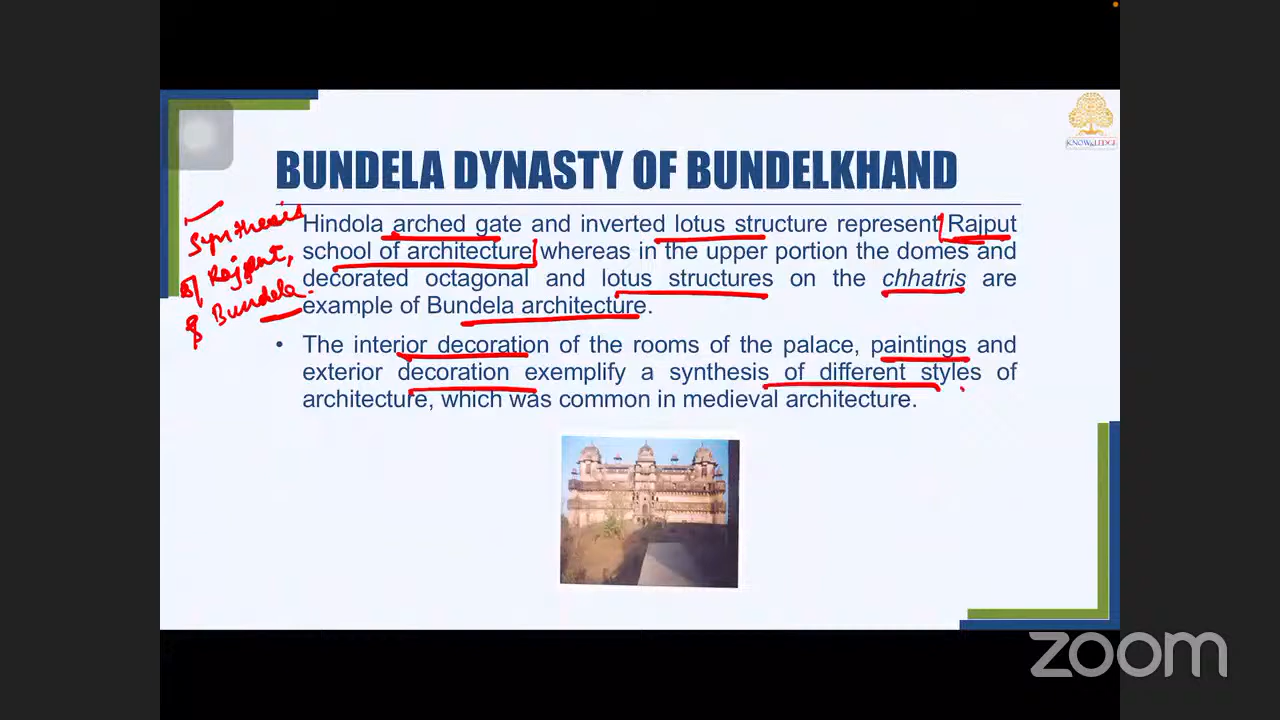 BUNDELA DYNASTY OF BUNDELKHAND
Hindola arched gate and inverted lotus structure represent Rajput
school of architecture whereas in the upper portion the domes and
decorated octagonal and lotus structures on the chhatris are
example of Bundela architecture.
• The interior decoration of the rooms of the palace, paintings and
exterior decoration exemplify a synthesis of different styles of
architecture, which was common in medieval architecture.
Synthesis
of Rajput,
& Bundela.
KNOWLEDGE
zoom